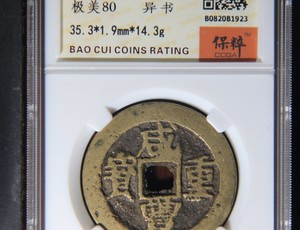 极美80 异书
B0820B1923
35.3*1.9mm*14.3g
保粹
CCGA
BAO CUI COINS RATING
咸豐重寶